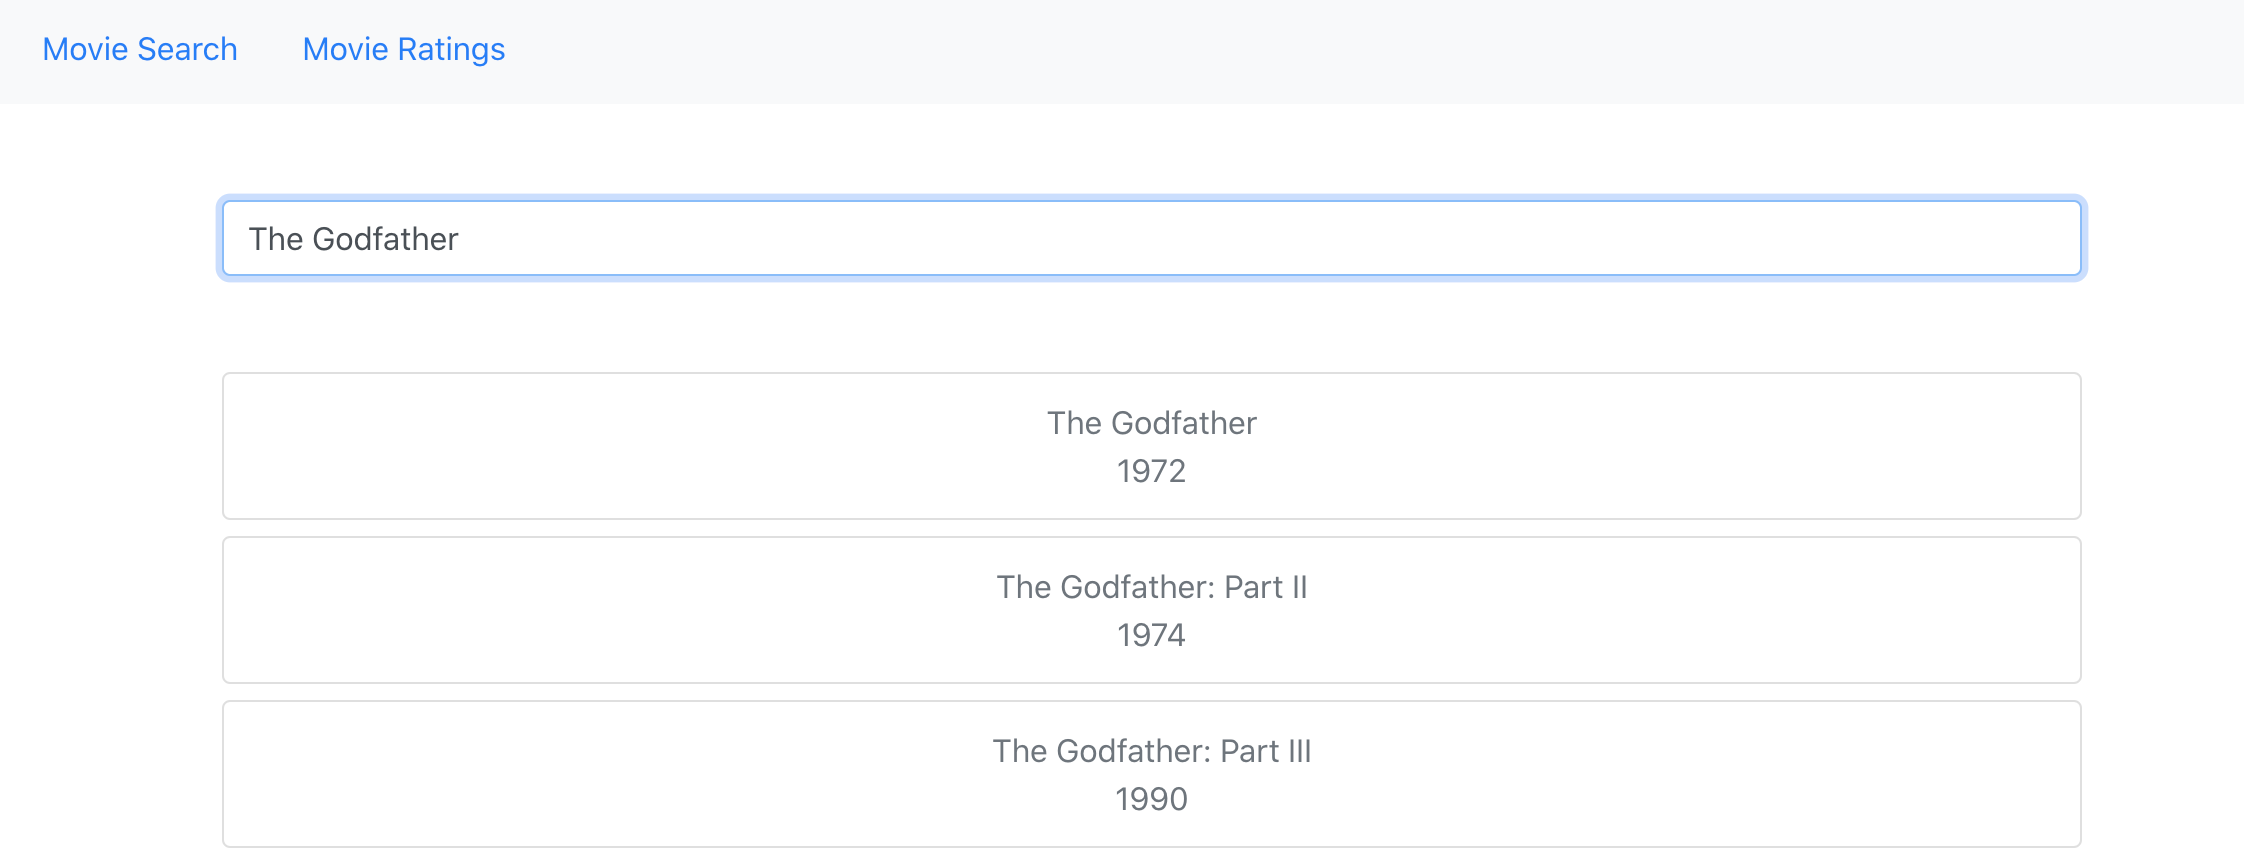 Movie Search Movie Ratings
The Godfather
The Godfather
1972
The Godfather: Part II
1974
The Godfather: Part III
1990